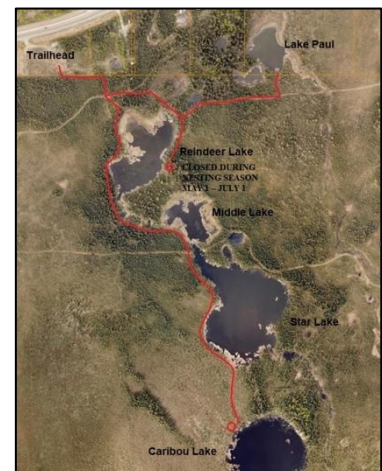 Trailhead
Lake Paul
Reindeer Lake
CLOSED DURING
NESTING SEASON
MAY 1 – JULY 1
Middle Lake
Star Lake
Caribou Lake